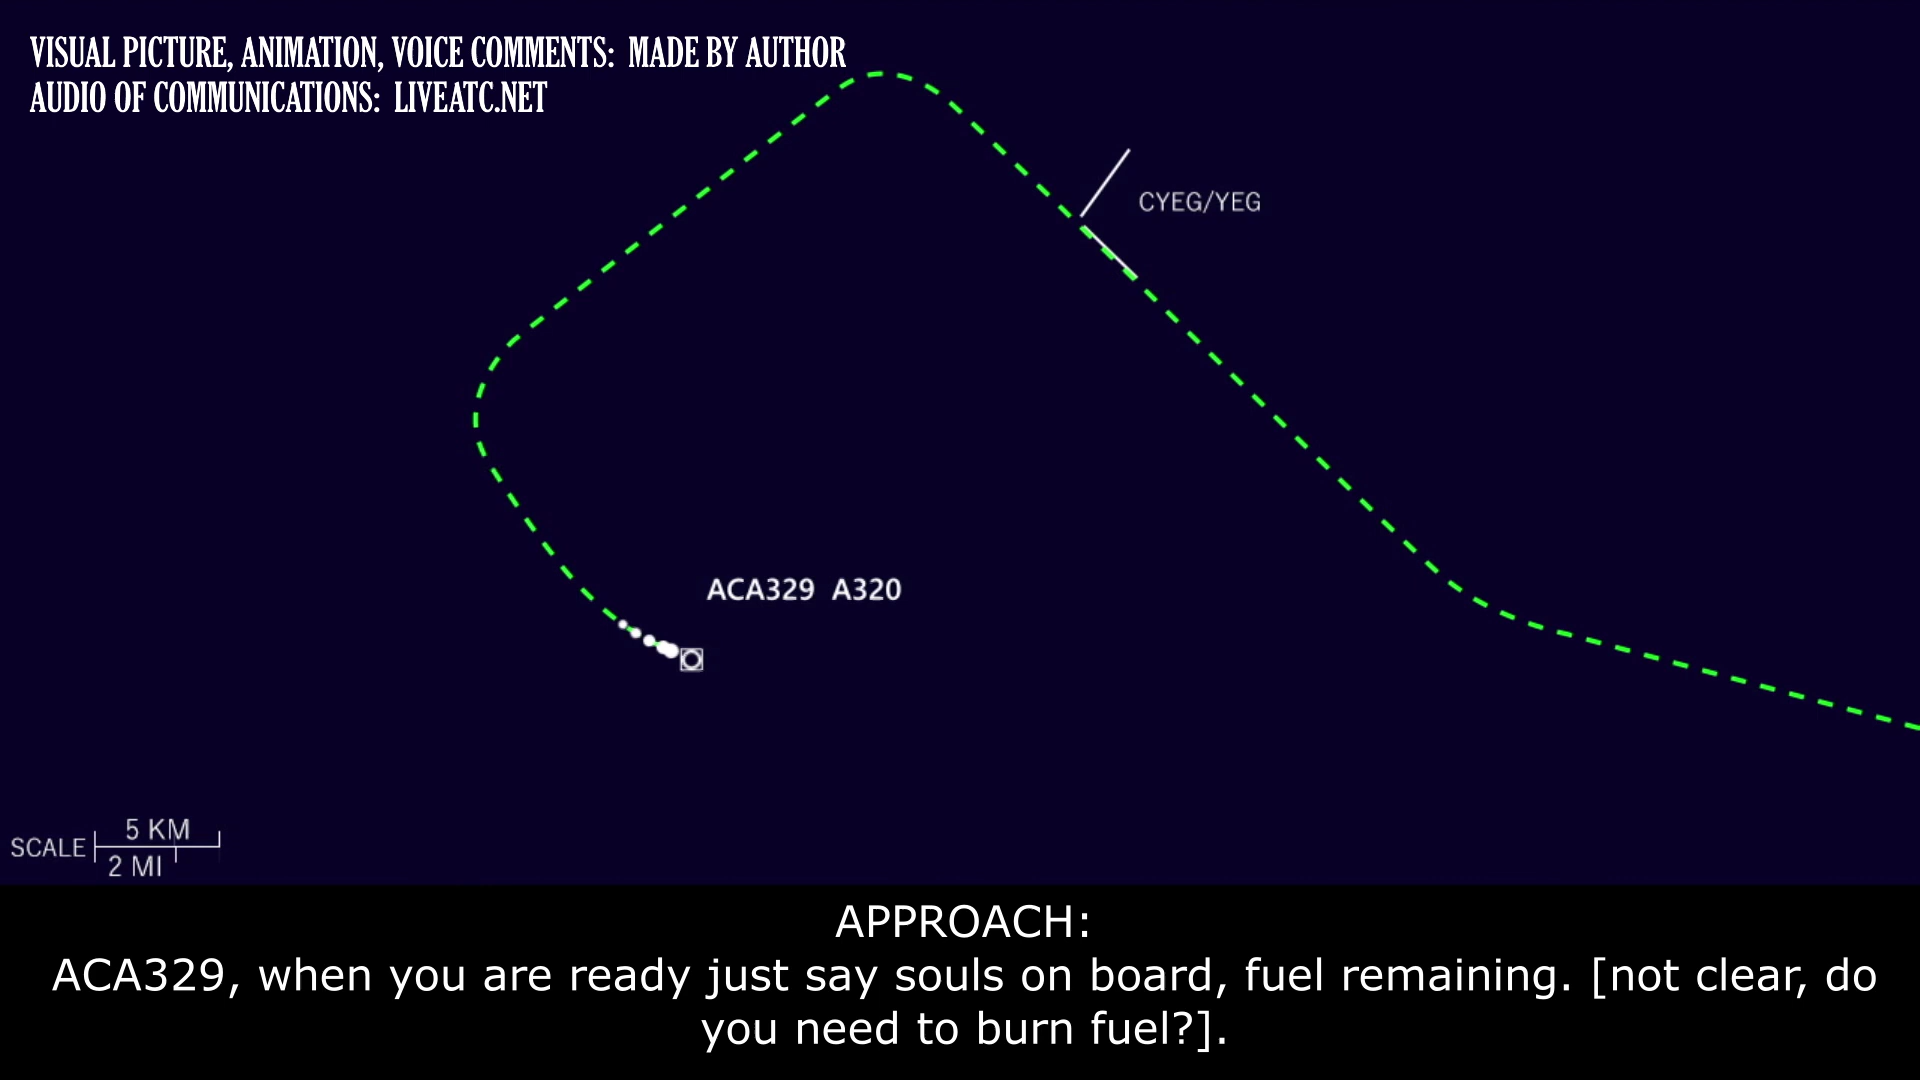 VISUAL PICTURE, ANIMATION, VOICE COMMENTS: MADE BY AUTHOR
AUDIO OF COMMUNICATIONS: LIVEATC.NET
CYEG/YEG
ACA329 A320
5 KM
SCALE
2 MI
APPROACH:
ACA329, when you are ready just say souls on board, fuel remaining. [not clear, do
you need to burn fuel?].